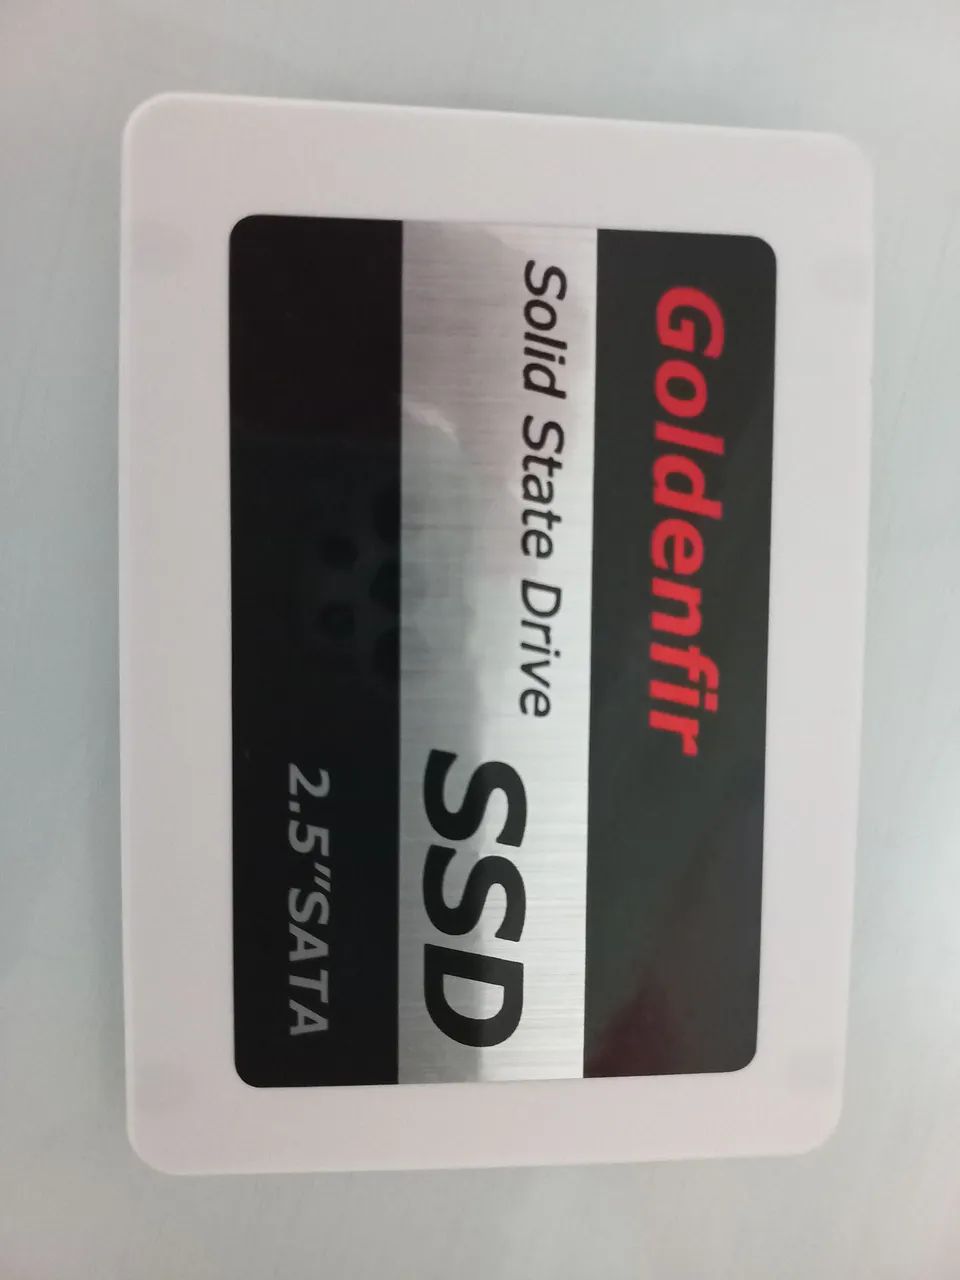 Goldenfir
Solid State Drive
SSD
2.5"SATA